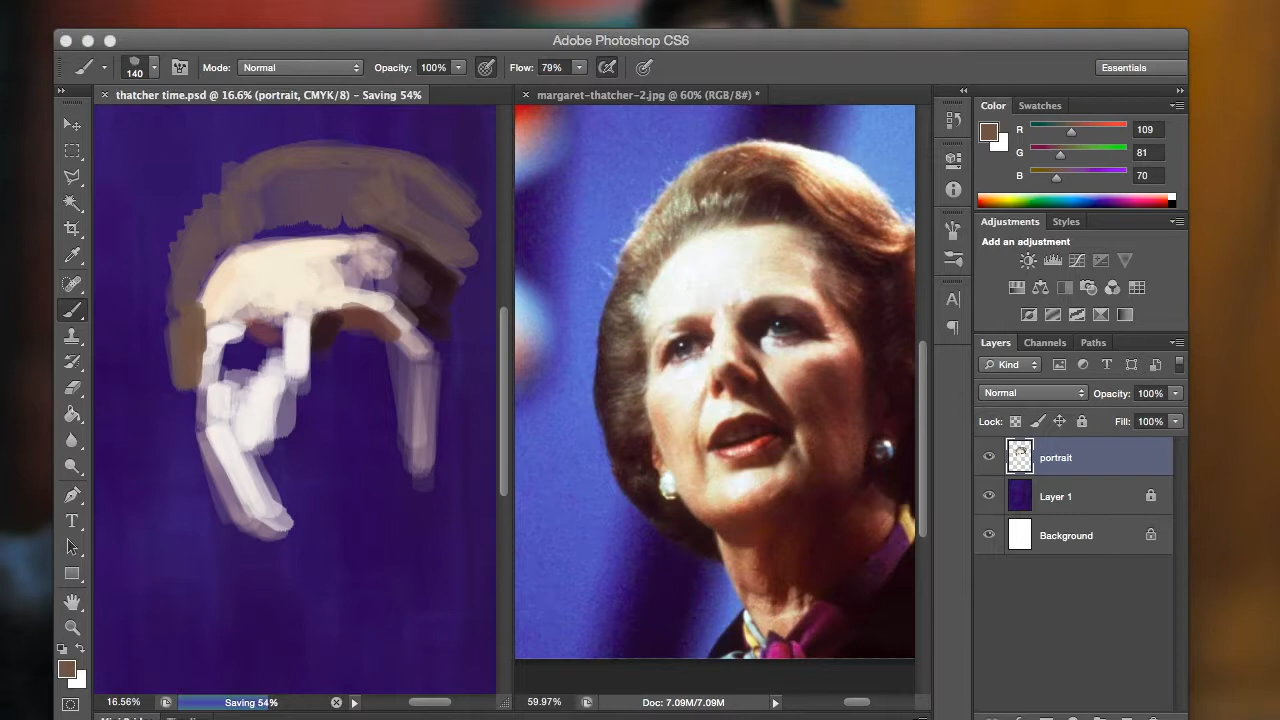 Adobe Photoshop CS6
140 Mode: Normal Opacity: 100% Flow: 79% Essentials
thatcher time.psd @ 16.6% (portrait, CMYK/8) - Saving 54% margaret-thatcher-2.jpg @ 60% (RGB/8#) *
Color Swatches
R 109
G 81
B 70
Adjustments Styles
Add an adjustment
Layers Channels Paths
Kind
Normal Opacity: 100%
Lock: Fill: 100%
portrait
Layer 1
Background
16.56% Saving 54% 59.97% Doc: 7.09M/7.09M